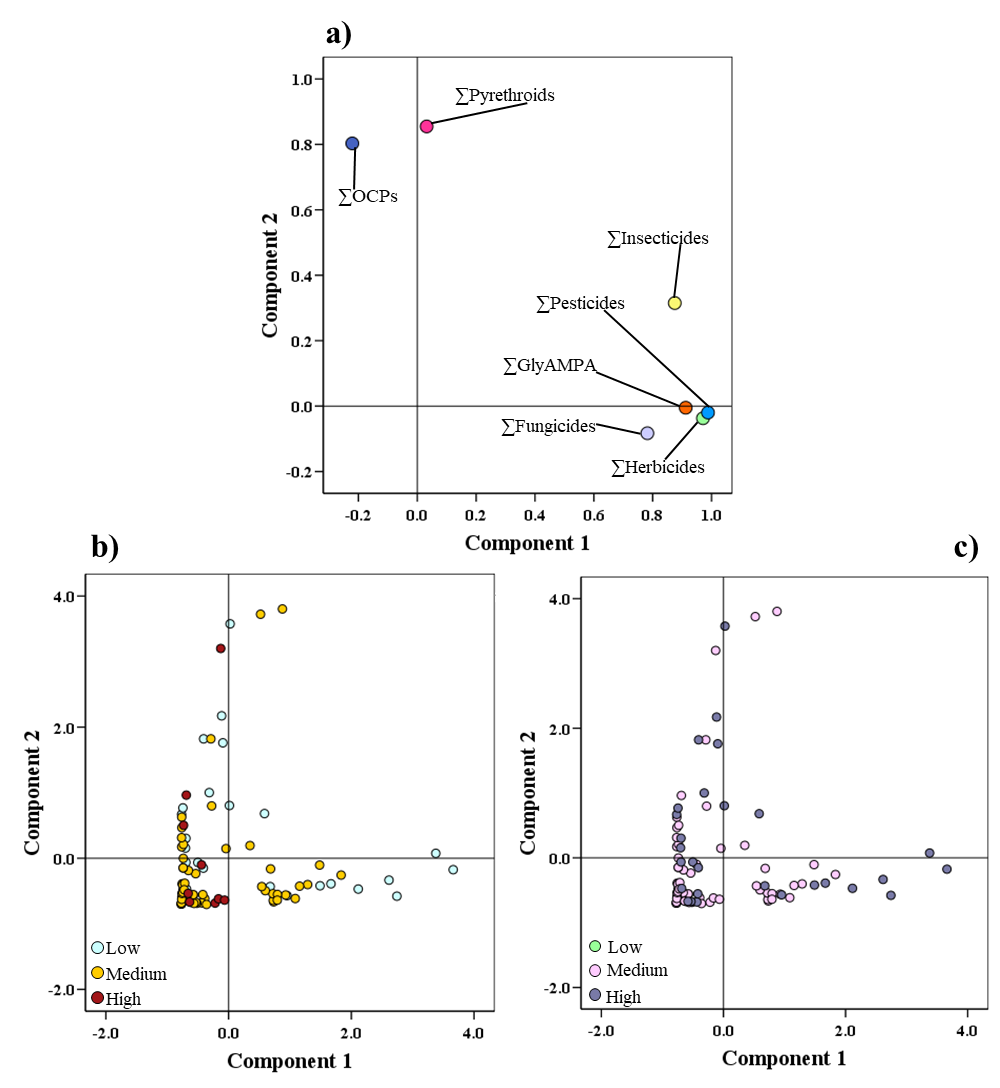 a)
1.0
0.8
0.6
0.4
0.2
0.0
-0.2
Component 2
∑Pyrethroids
∑OCPs
∑Insecticides
∑Pesticides
∑GlyAMPA
∑Fungicides
∑Herbicides
-0.2 0.0 0.2 0.4 0.6 0.8 1.0
Component 1
b)
4.0
2.0
0.0
-2.0
Component 2
Low
Medium
High
-2.0 0.0 2.0 4.0
Component 1
c)
4.0
2.0
0.0
-2.0
Component 2
Low
Medium
High
-2.0 0.0 2.0 4.0
Component 1